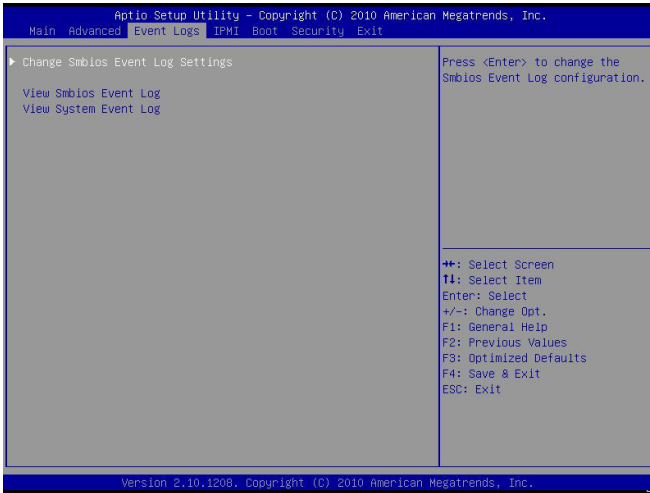 Aptio Setup Utility – Copyright (C) 2010 American Megatrends, Inc.
Main Advanced Event Logs IPMI Boot Security Exit
▶ Change Smbios Event Log Settings
View Smbios Event Log
View System Event Log
Press <Enter> to change the
Smbios Event Log configuration.
→←: Select Screen
↑↓: Select Item
Enter: Select
+/-: Change Opt.
F1: General Help
F2: Previous Values
F3: Optimized Defaults
F4: Save & Exit
ESC: Exit
Version 2.10.1208. Copyright (C) 2010 American Megatrends, Inc.